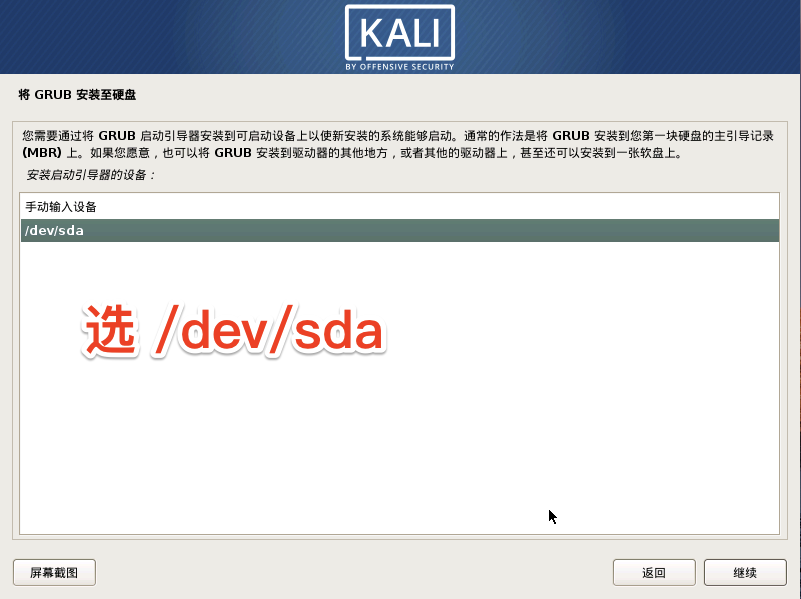 KALI
BY OFFENSIVE SECURITY
将 GRUB 安装至硬盘
您需要通过将 GRUB 启动引导器安装到可启动设备上以使新安装的系统能够启动。通常的作法是将 GRUB 安装到您第一块硬盘的主引导记录
(MBR) 上。如果您愿意，也可以将 GRUB 安装到驱动器的其他地方，或者其他的驱动器上，甚至还可以安装到一张软盘上。
安装启动引导器的设备：
手动输入设备
/dev/sda
选 /dev/sda
屏幕截图
返回
继续